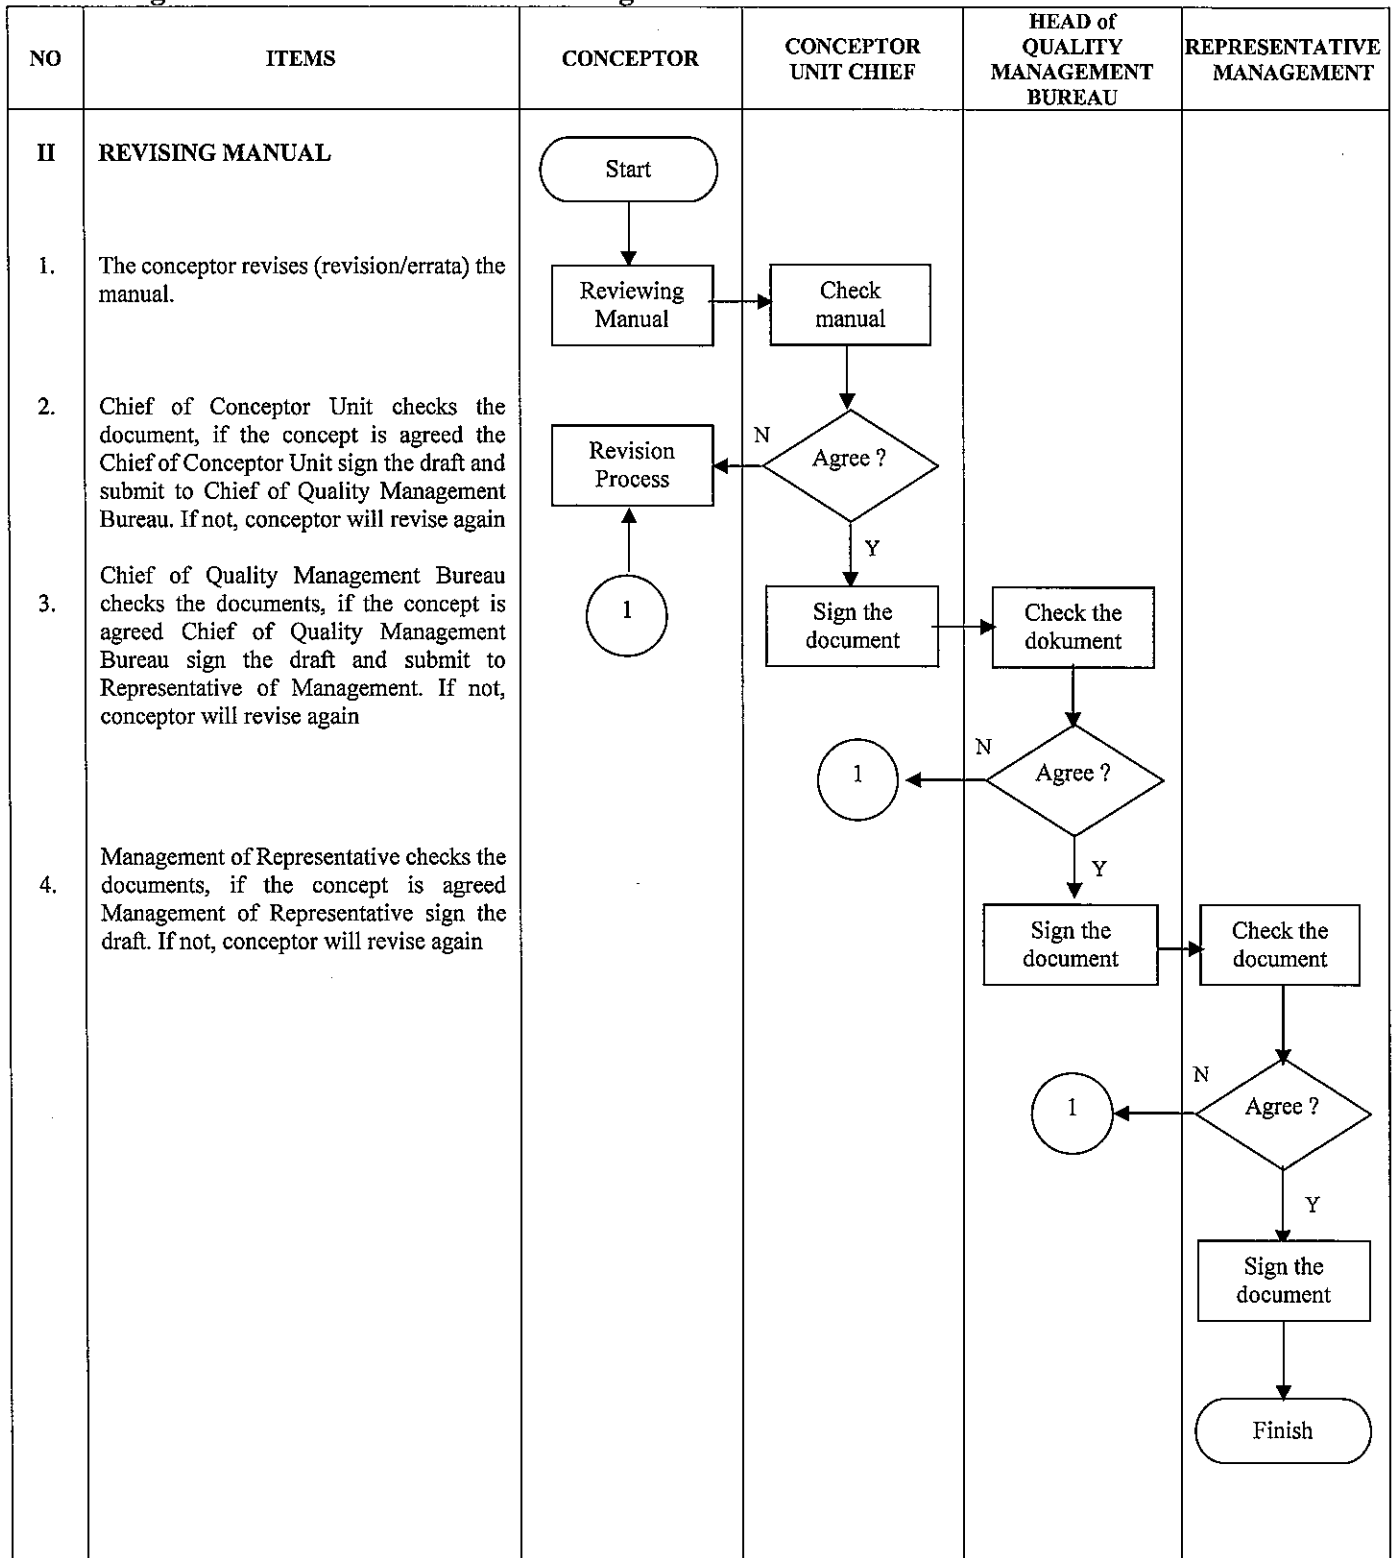 NO
ITEMS
CONCEPTOR
CONCEPTOR
UNIT CHIEF
HEAD of
QUALITY
MANAGEMENT
BUREAU
REPRESENTATIVE
MANAGEMENT
II
REVISING MANUAL
Start
1.
The conceptor revises (revision/errata) the
manual.
Reviewing
Manual
Check
manual
2.
Chief of Conceptor Unit checks the
document, if the concept is agreed the
Chief of Conceptor Unit sign the draft and
submit to Chief of Quality Management
Bureau. If not, conceptor will revise again
Revision
Process
N
Agree ?
Y
3.
Chief of Quality Management Bureau
checks the documents, if the concept is
agreed Chief of Quality Management
Bureau sign the draft and submit to
Representative of Management. If not,
conceptor will revise again
1
Sign the
document
Check the
dokument
1
N
Agree ?
Y
4.
Management of Representative checks the
documents, if the concept is agreed
Management of Representative sign the
draft. If not, conceptor will revise again
Sign the
document
Check the
document
1
N
Agree ?
Y
Sign the
document
Finish